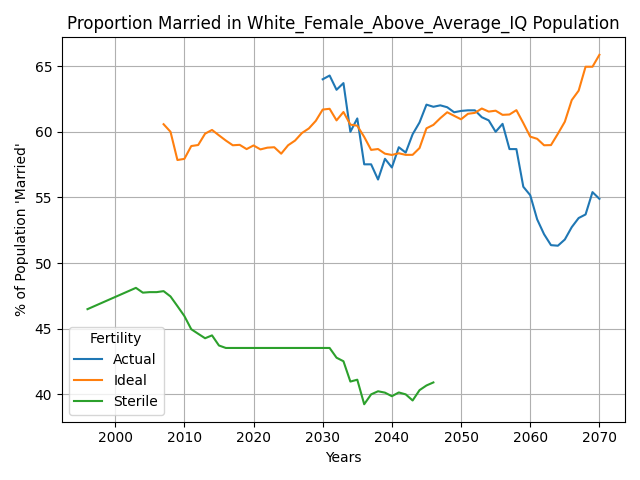 Proportion Married in White_Female_Above_Average_IQ Population
% of Population 'Married'
65
60
55
50
45
40
Fertility
Actual
Ideal
Sterile
2000 2010 2020 2030 2040 2050 2060 2070
Years